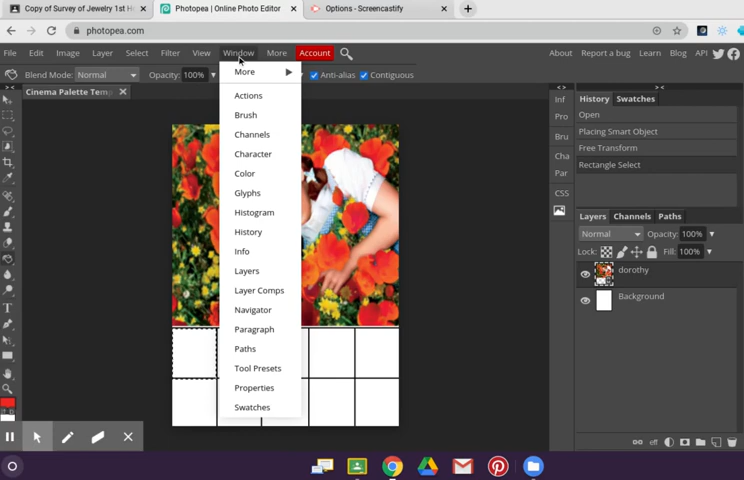 Copy of Survey of Jewelry 1st H
Photopea | Online Photo Editor
Options - Screencastify
photopea.com
File Edit Image Layer Select Filter View Window More Account About Report a bug Learn Blog API
Blend Mode: Normal Opacity: 100% Anti-alias Contiguous
Cinema Palette Temp
More
Actions
Brush
Channels
Character
Color
Glyphs
Histogram
History
Info
Layers
Layer Comps
Navigator
Paragraph
Paths
Tool Presets
Properties
Swatches
Inf
Pro
Bru
Cha
Par
CSS
History Swatches
Open
Placing Smart Object
Free Transform
Rectangle Select
Layers Channels Paths
Normal Opacity: 100%
Lock: Fill: 100%
dorothy
Background